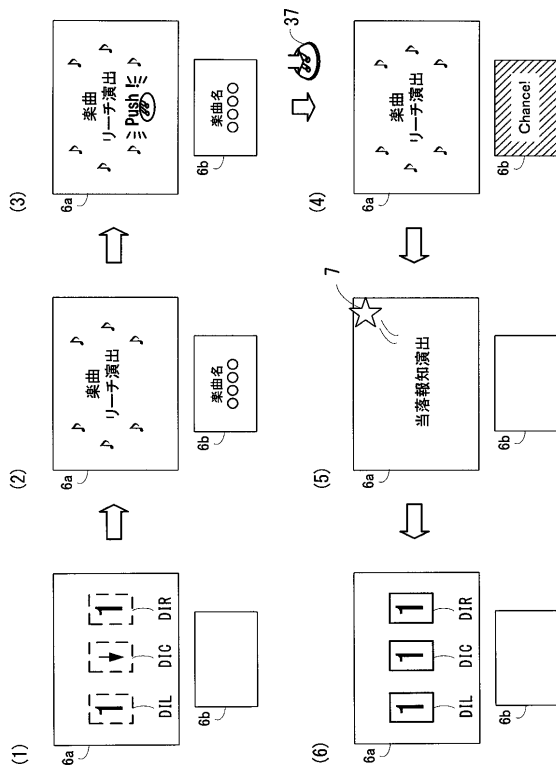 (1)
6a
1
↓
1
DIL
DIC
DIR
6b
(2)
6a
楽曲
リーチ演出
楽曲名
○○○○
6b
(3)
6a
楽曲
リーチ演出
Push!
楽曲名
○○○○
6b
37
(4)
6a
楽曲
リーチ演出
Chance!
6b
(5)
6a
7
当落報知演出
6b
(6)
6a
1
1
1
DIL
DIC
DIR
6b